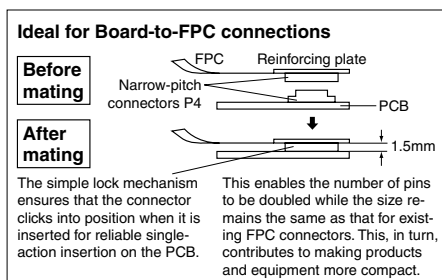 Ideal for Board-to-FPC connections
Before
mating
FPC
Reinforcing plate
Narrow-pitch
connectors P4
PCB
After
mating
1.5mm
The simple lock mechanism
ensures that the connector
clicks into position when it is
inserted for reliable single-
action insertion on the PCB.
This enables the number of pins
to be doubled while the size re-
mains the same as that for exist-
ing FPC connectors. This, in turn,
contributes to making products
and equipment more compact.